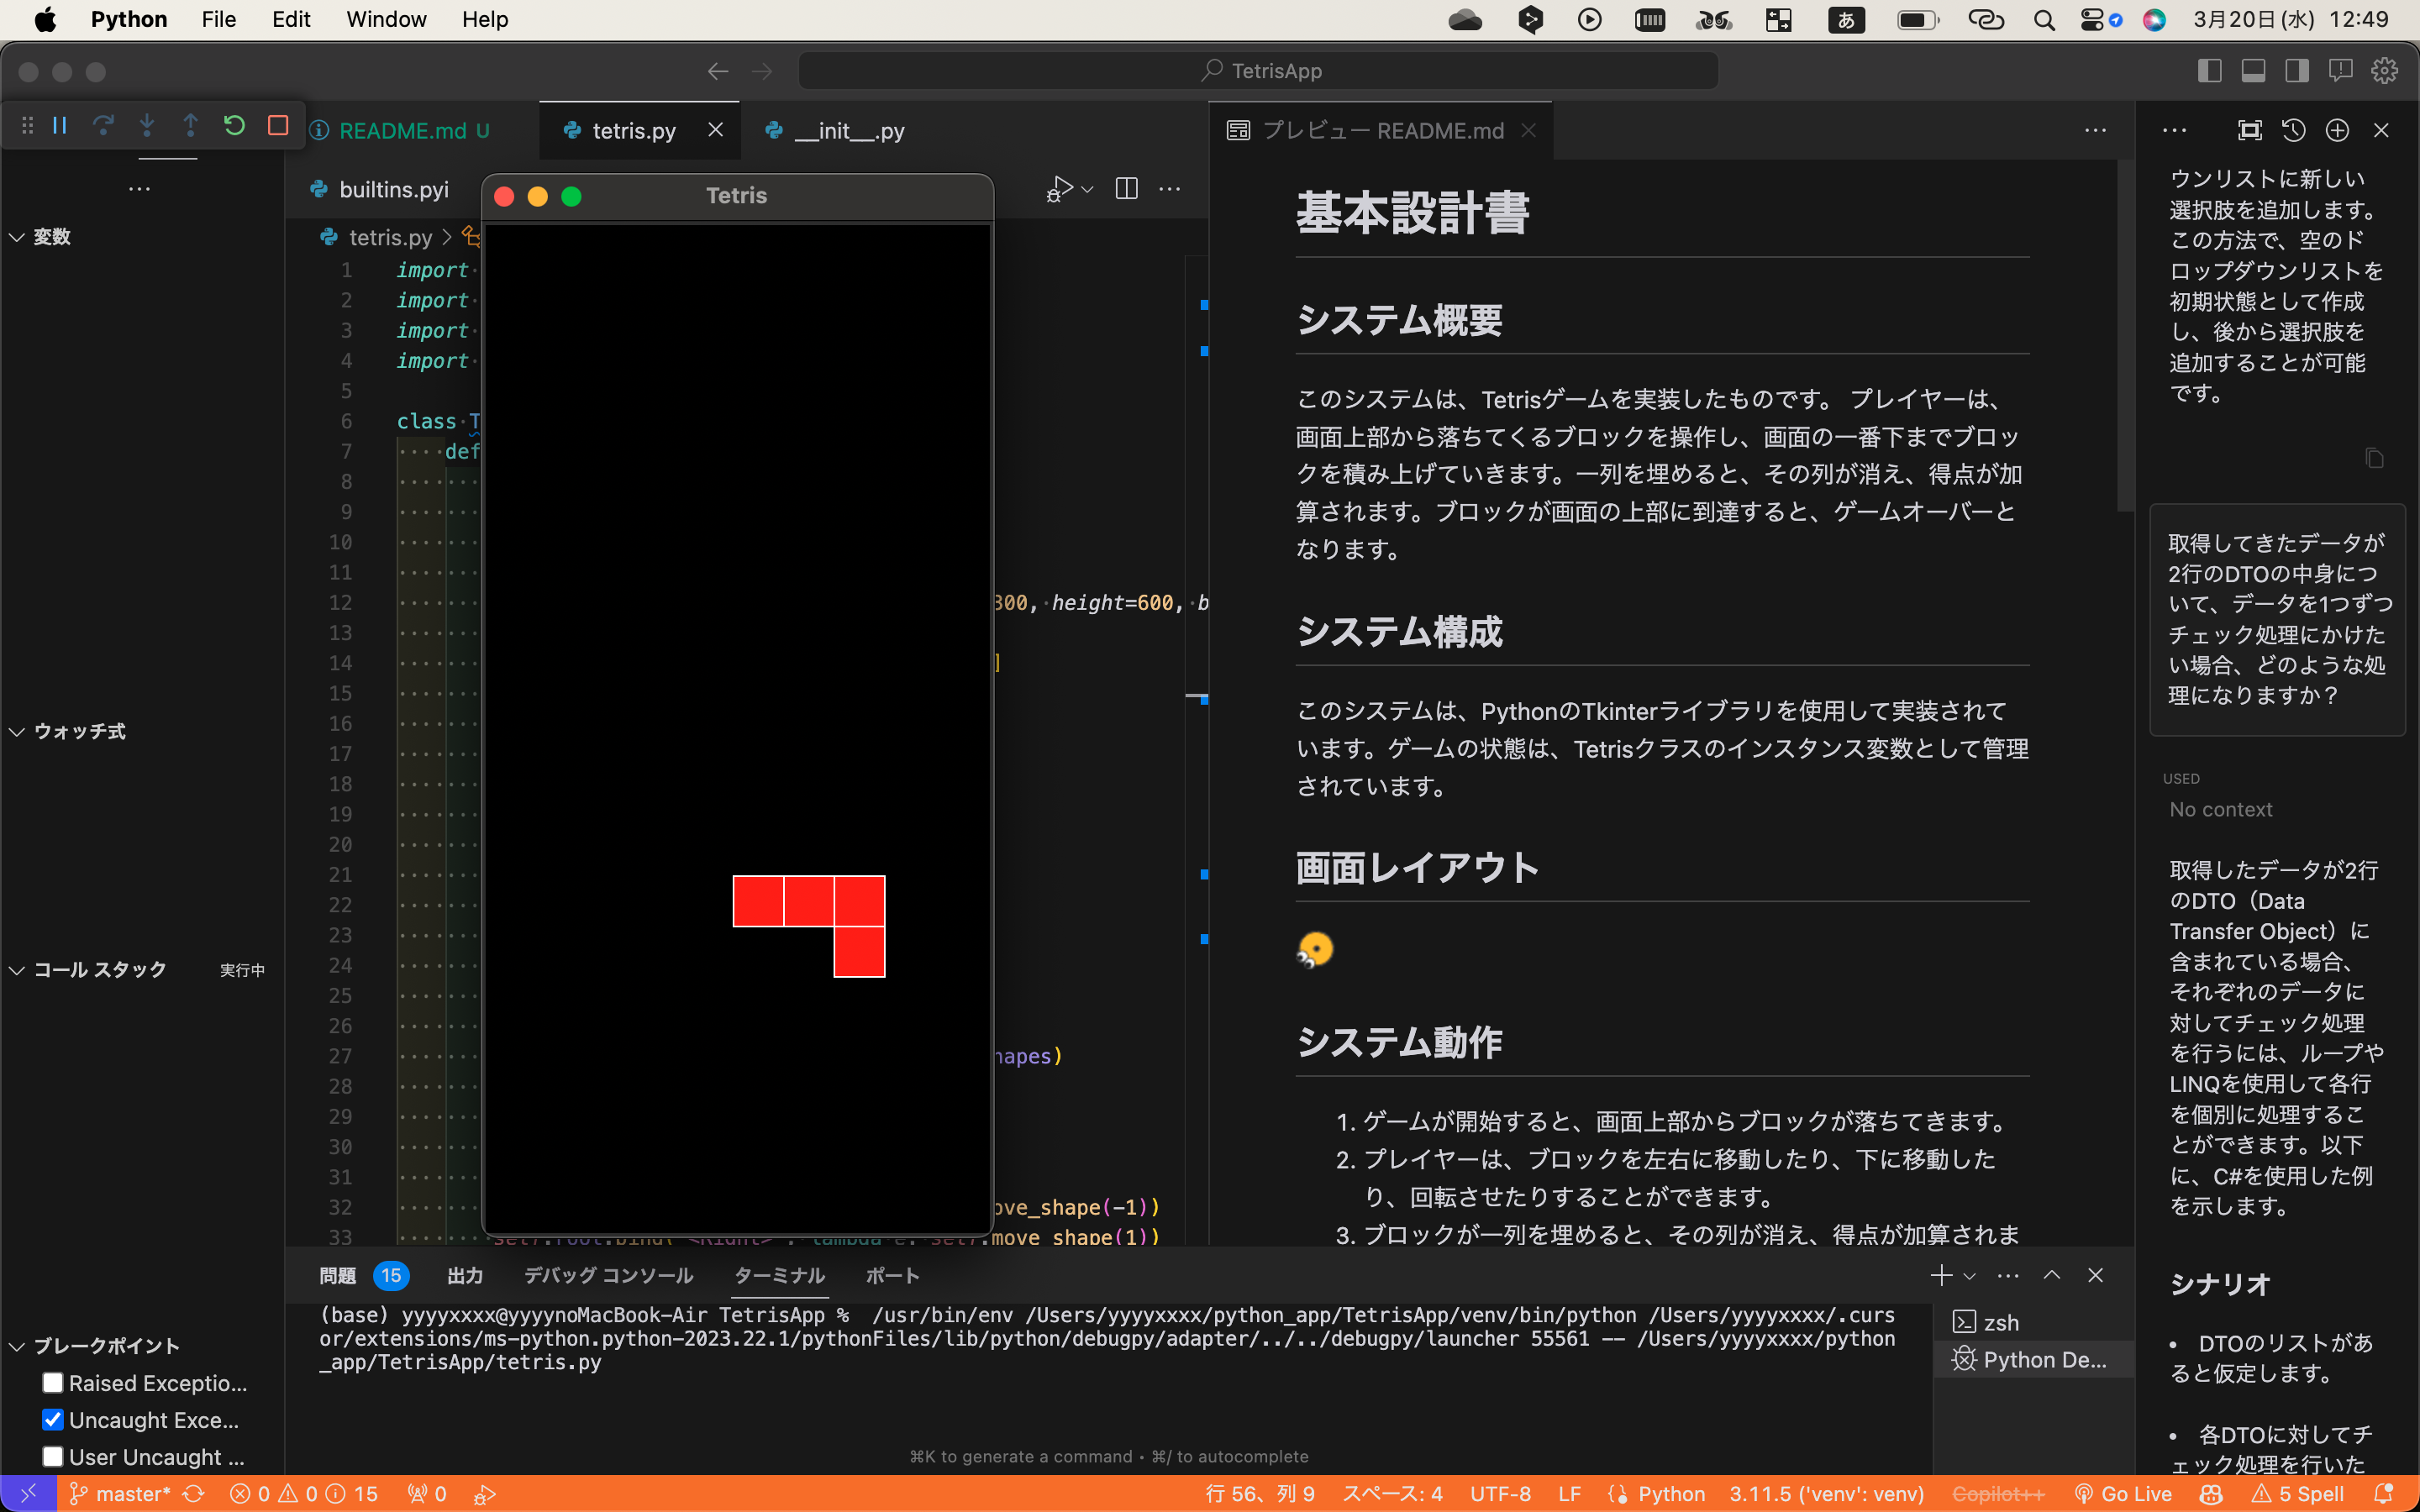 Python File Edit Window Help
あ
3月20日(水) 12:49
TetrisApp
README.md U
tetris.py
__init__.py
builtins.pyi
tetris.py
変数
ウォッチ式
コール スタック 実行中
ブレークポイント
Raised Exceptio...
Uncaught Exce...
User Uncaught ...
Tetris
1 import
2 import
3 import
4 import
5
6 class T
7 def
8
9
10
11
12 300, height=600, b
13
14 ]
15
16
17
18
19
20
21
22
23
24
25
26
27 hapes)
28
29
30
31
32 ove_shape(-1))
33 self.root.bind("<Right>", lambda e: self.move_shape(1))
プレビュー README.md
基本設計書
システム概要
このシステムは、Tetrisゲームを実装したものです。 プレイヤーは、
画面上部から落ちてくるブロックを操作し、画面の一番下までブロッ
クを積み上げていきます。一列を埋めると、その列が消え、得点が加
算されます。ブロックが画面の上部に到達すると、ゲームオーバーと
なります。
システム構成
このシステムは、PythonのTkinterライブラリを使用して実装されて
います。ゲームの状態は、Tetrisクラスのインスタンス変数として管理
されています。
画面レイアウト
システム動作
1. ゲームが開始すると、画面上部からブロックが落ちてきます。
2. プレイヤーは、ブロックを左右に移動したり、下に移動した
り、回転させたりすることができます。
3. ブロックが一列を埋めると、その列が消え、得点が加算されま
ウンリストに新しい
選択肢を追加します。
この方法で、空のド
ロップダウンリストを
初期状態として作成
し、後から選択肢を
追加することが可能
です。
取得してきたデータが
2行のDTOの中身につ
いて、データを1つずつ
チェック処理にかけた
い場合、どのような処
理になりますか？
USED
No context
取得したデータが2行
のDTO（Data
Transfer Object）に
含まれている場合、
それぞれのデータに
対してチェック処理
を行うには、ループや
LINQを使用して各行
を個別に処理するこ
とができます。以下
に、C#を使用した例
を示します。
シナリオ
• DTOのリストがあ
ると仮定します。
• 各DTOに対してチ
ェック処理を行いた
問題 15 出力 デバッグ コンソール ターミナル ポート
(base) yyyyxxxx@yyyynoMacBook-Air TetrisApp % /usr/bin/env /Users/yyyyxxxx/python_app/TetrisApp/venv/bin/python /Users/yyyyxxxx/.curs
or/extensions/ms-python.python-2023.22.1/pythonFiles/lib/python/debugpy/adapter/../../debugpy/launcher 55561 -- /Users/yyyyxxxx/python
_app/TetrisApp/tetris.py
zsh
Python De...
⌘K to generate a command • ⌘/ to autocomplete
master* 0 0 15 0
行 56、列 9 スペース: 4 UTF-8 LF Python 3.11.5 ('venv': venv) Copilot++ Go Live 5 Spell